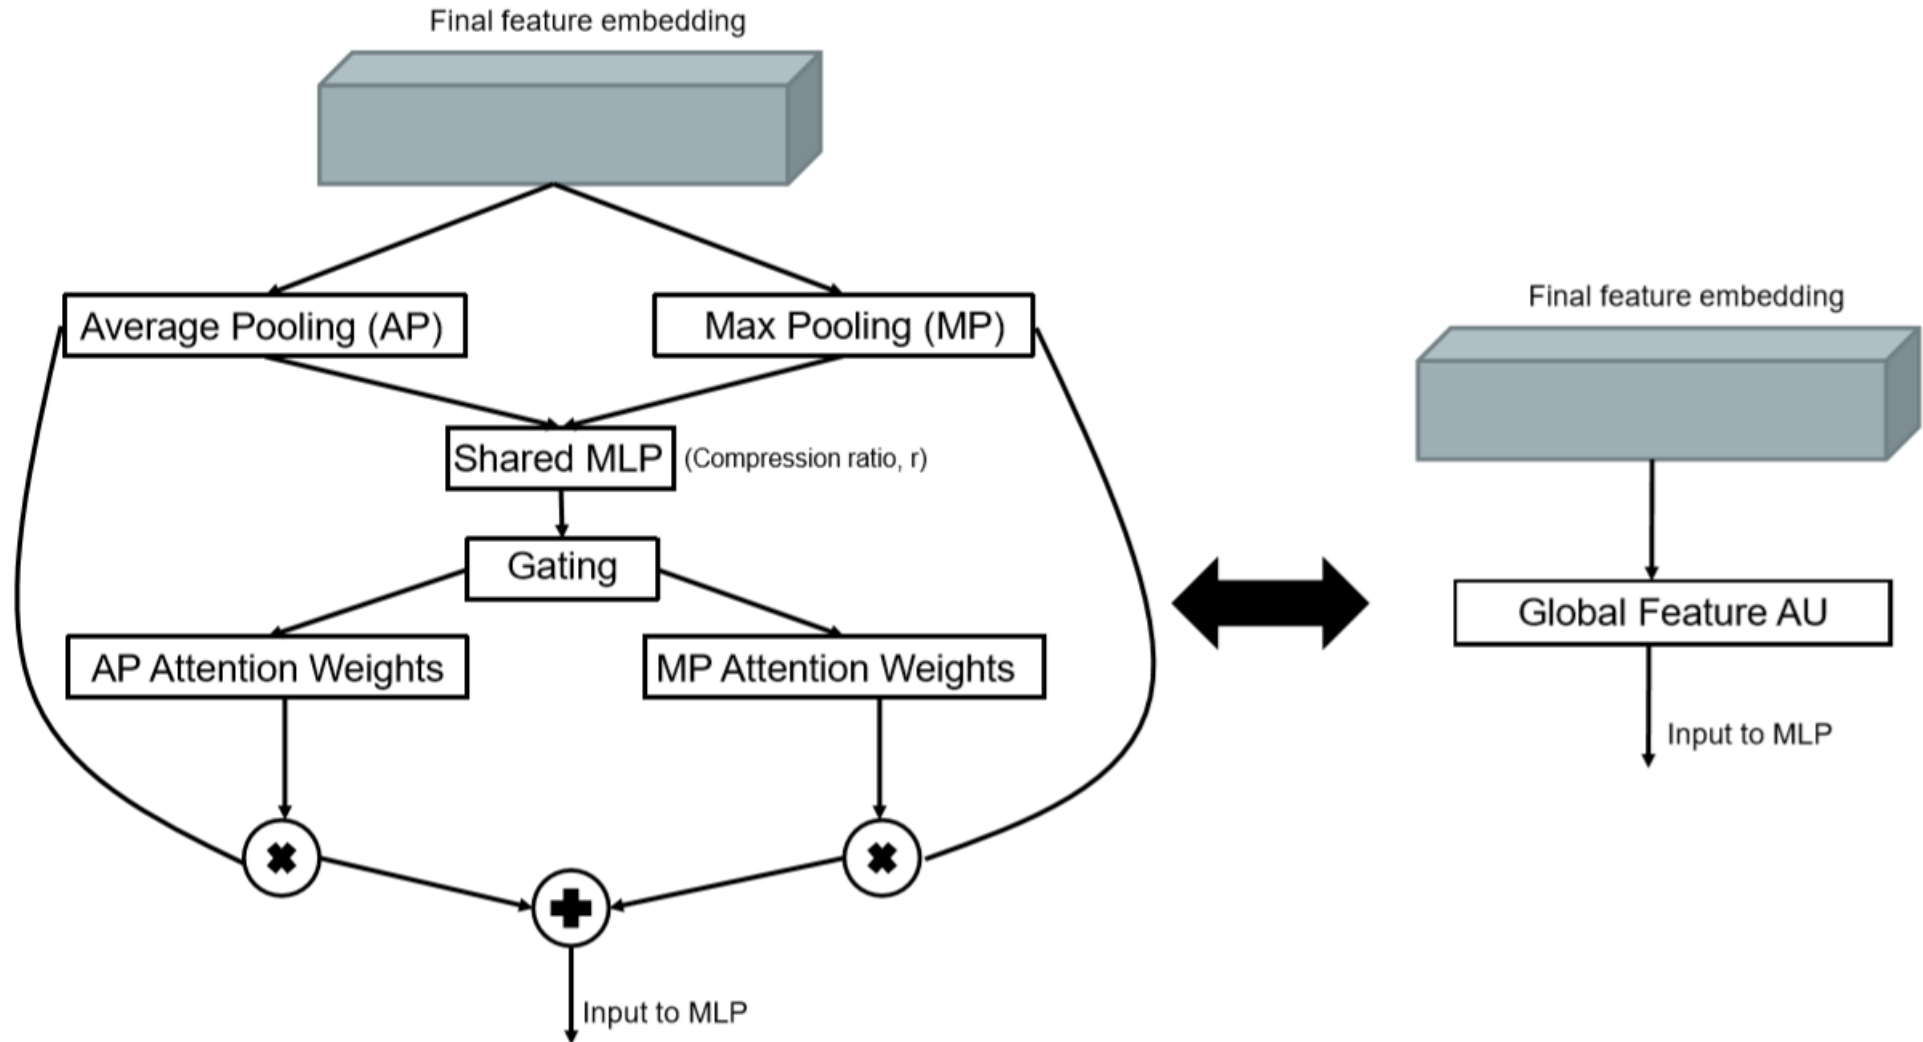 Final feature embedding
Average Pooling (AP)
Max Pooling (MP)
Shared MLP
(Compression ratio, r)
Gating
AP Attention Weights
MP Attention Weights
Input to MLP
Final feature embedding
Global Feature AU
Input to MLP